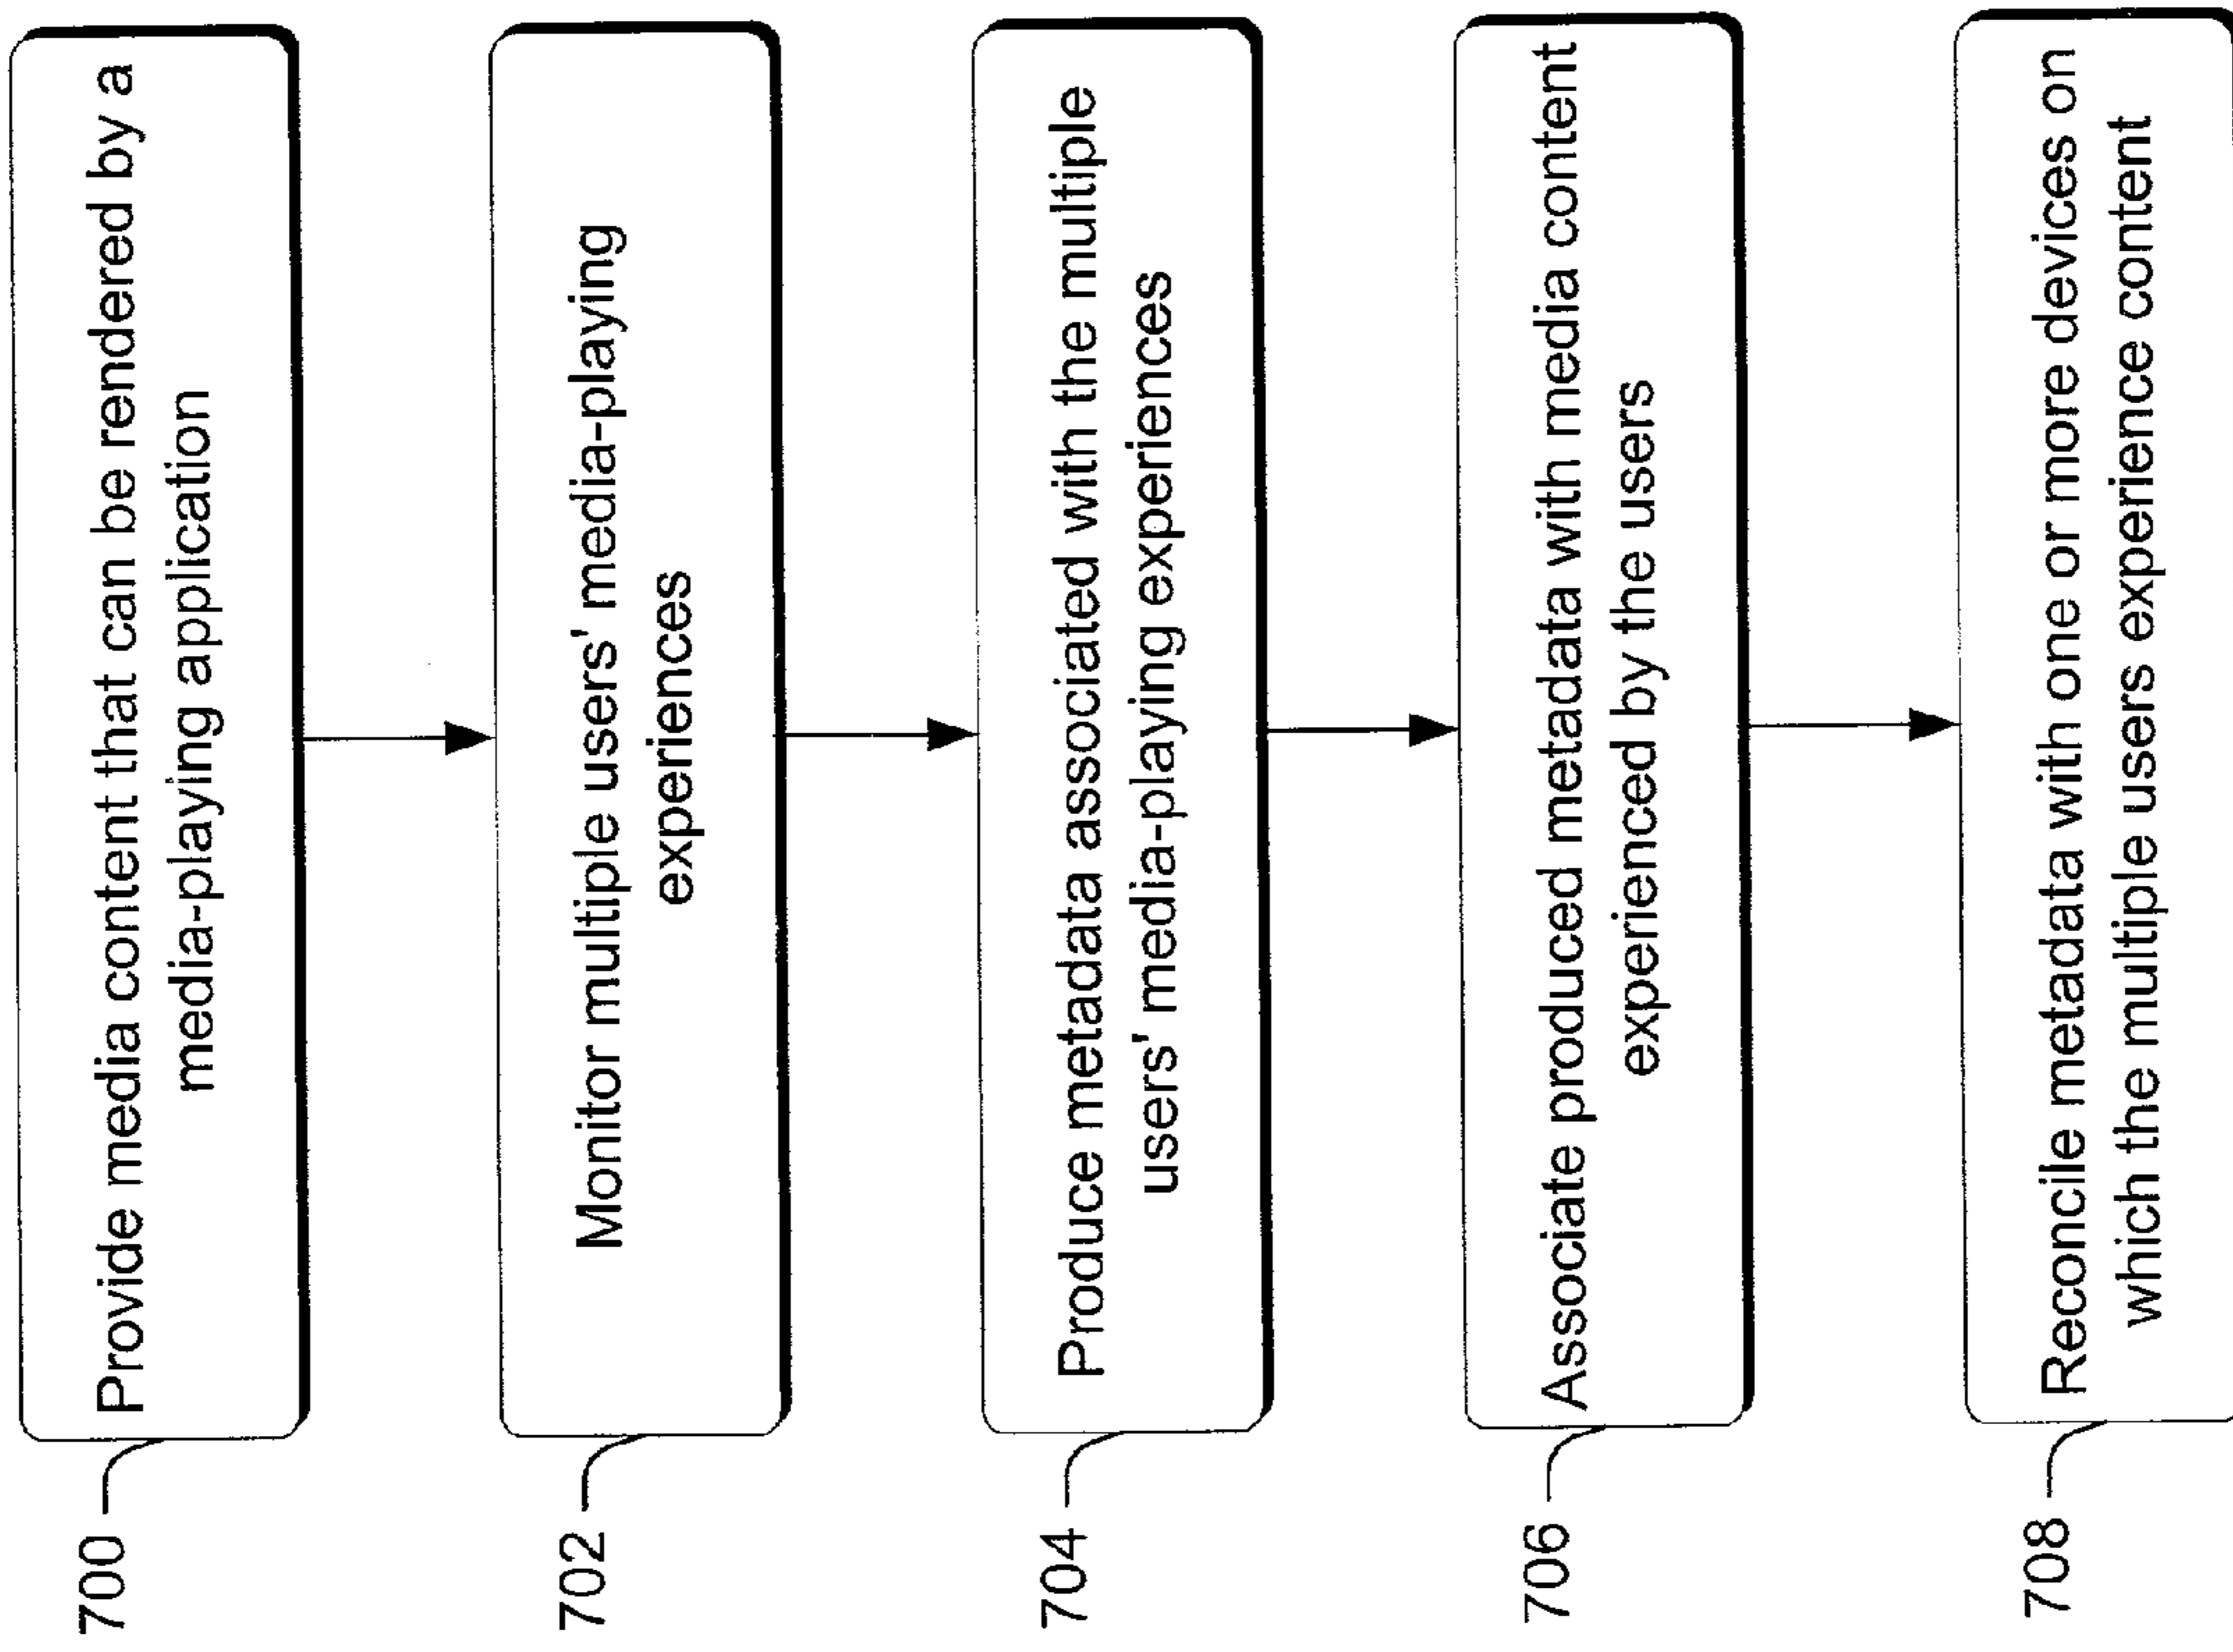 700
Provide media content that can be rendered by a
media-playing application
702
Monitor multiple users' media-playing
experiences
704
Produce metadata associated with the multiple
users' media-playing experiences
706
Associate produced metadata with media content
experienced by the users
708
Reconcile metadata with one or more devices on
which the multiple users experience content